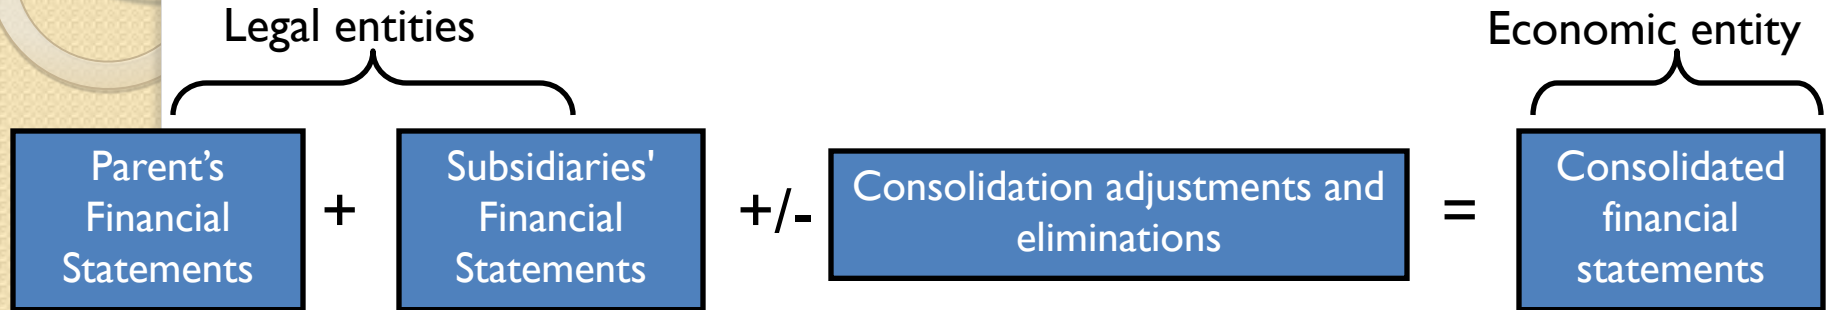 Legal entities
Economic entity
Parent’s
Financial
Statements
+
Subsidiaries'
Financial
Statements
+/-
Consolidation adjustments and
eliminations
=
Consolidated
financial
statements